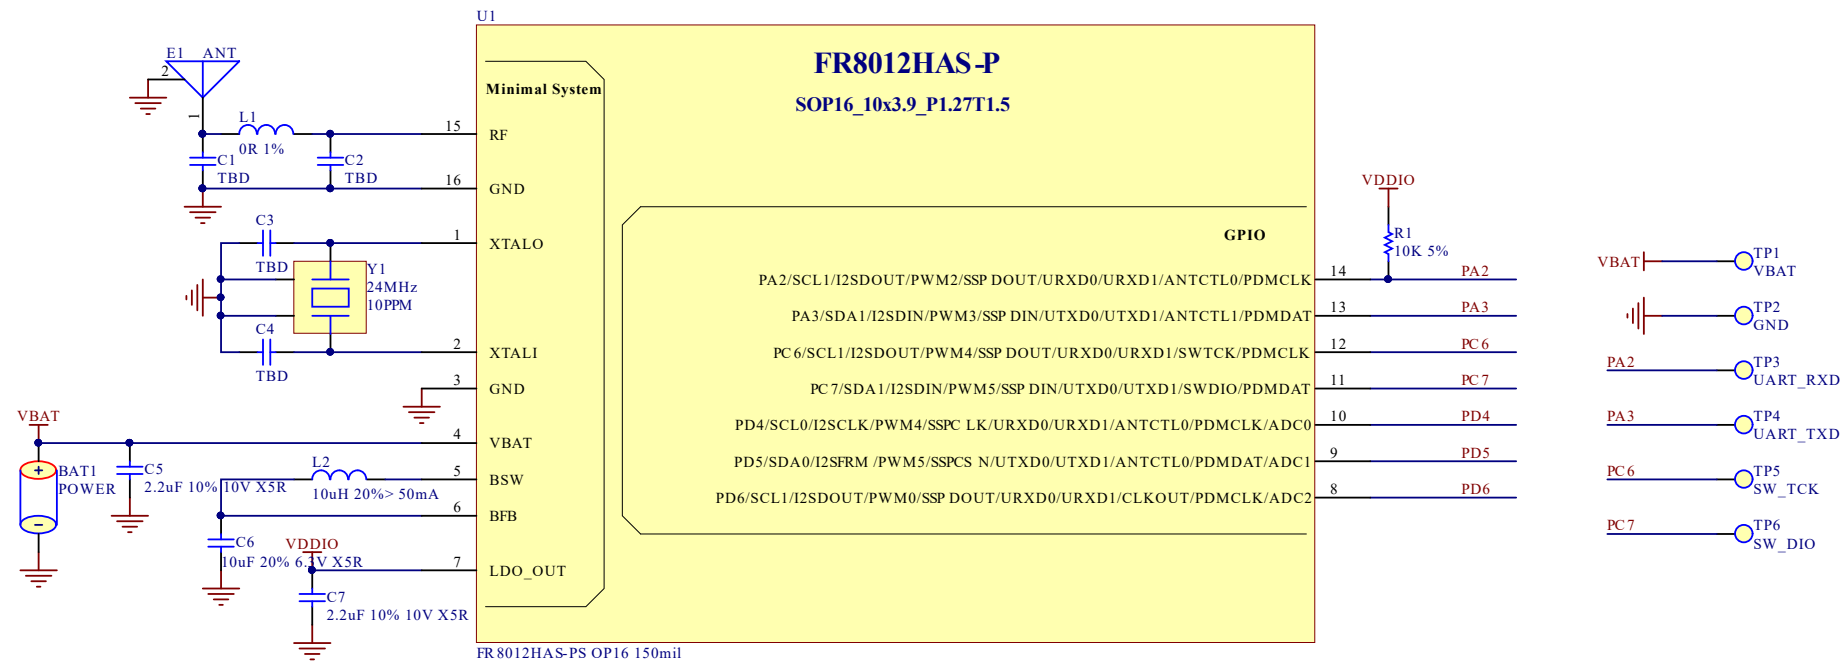 U1
FR8012HAS-P
SOP16_10x3.9_P1.27T1.5
Minimal System
E1 ANT
2
1
L1
0R 1%
C1
TBD
C2
TBD
15 RF
16 GND
C3
TBD
1 XTALO
Y1
24MHz
10PPM
C4
TBD
2 XTALI
3 GND
VBAT
4 VBAT
BAT1
POWER
C5
2.2uF 10% 10V X5R
L2
10uH 20%> 50mA
5 BSW
6 BFB
C6
10uF 20% 6.3V X5R
VDDIO
7 LDO_OUT
C7
2.2uF 10% 10V X5R
FR8012HAS-PS OP16 150mil
GPIO
VDDIO
R1
10K 5%
PA2/SCL1/I2SDOUT/PWM2/SSP DOUT/URXD0/URXD1/ANTCTL0/PDMCLK 14 PA2
PA3/SDA1/I2SDIN/PWM3/SSP DIN/UTXD0/UTXD1/ANTCTL1/PDMDAT 13 PA3
PC6/SCL1/I2SDOUT/PWM4/SSP DOUT/URXD0/URXD1/SWTCK/PDMCLK 12 PC6
PC7/SDA1/I2SDIN/PWM5/SSP DIN/UTXD0/UTXD1/SWDIO/PDMDAT 11 PC7
PD4/SCL0/I2SCLK/PWM4/SSPC LK/URXD0/URXD1/ANTCTL0/PDMCLK/ADC0 10 PD4
PD5/SDA0/I2SFRM /PWM5/SSPCS N/UTXD0/UTXD1/ANTCTL0/PDMDAT/ADC1 9 PD5
PD6/SCL1/I2SDOUT/PWM0/SSP DOUT/URXD0/URXD1/CLKOUT/PDMCLK/ADC2 8 PD6
VBAT TP1
VBAT
TP2
GND
PA2 TP3
UART_RXD
PA3 TP4
UART_TXD
PC6 TP5
SW_TCK
PC7 TP6
SW_DIO